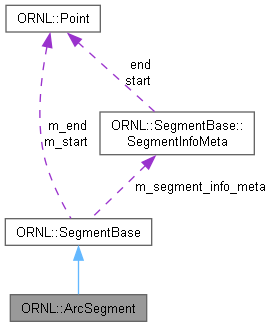 ORNL::Point
end
start
m_end
m_start
ORNL::SegmentBase::
SegmentInfoMeta
m_segment_info_meta
ORNL::SegmentBase
ORNL::ArcSegment